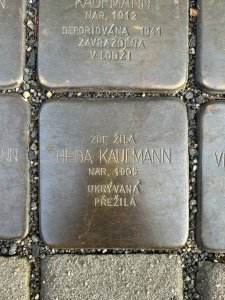 KAUFMANN
NAR. 1912
DEPORTOVÁNA 1941
ZAVRAŽDĚNA
V LODŽI
ZDE ŽILA
HEDA KAUFMANN
NAR. 1905
UKRÝVANÁ
PŘEŽILA